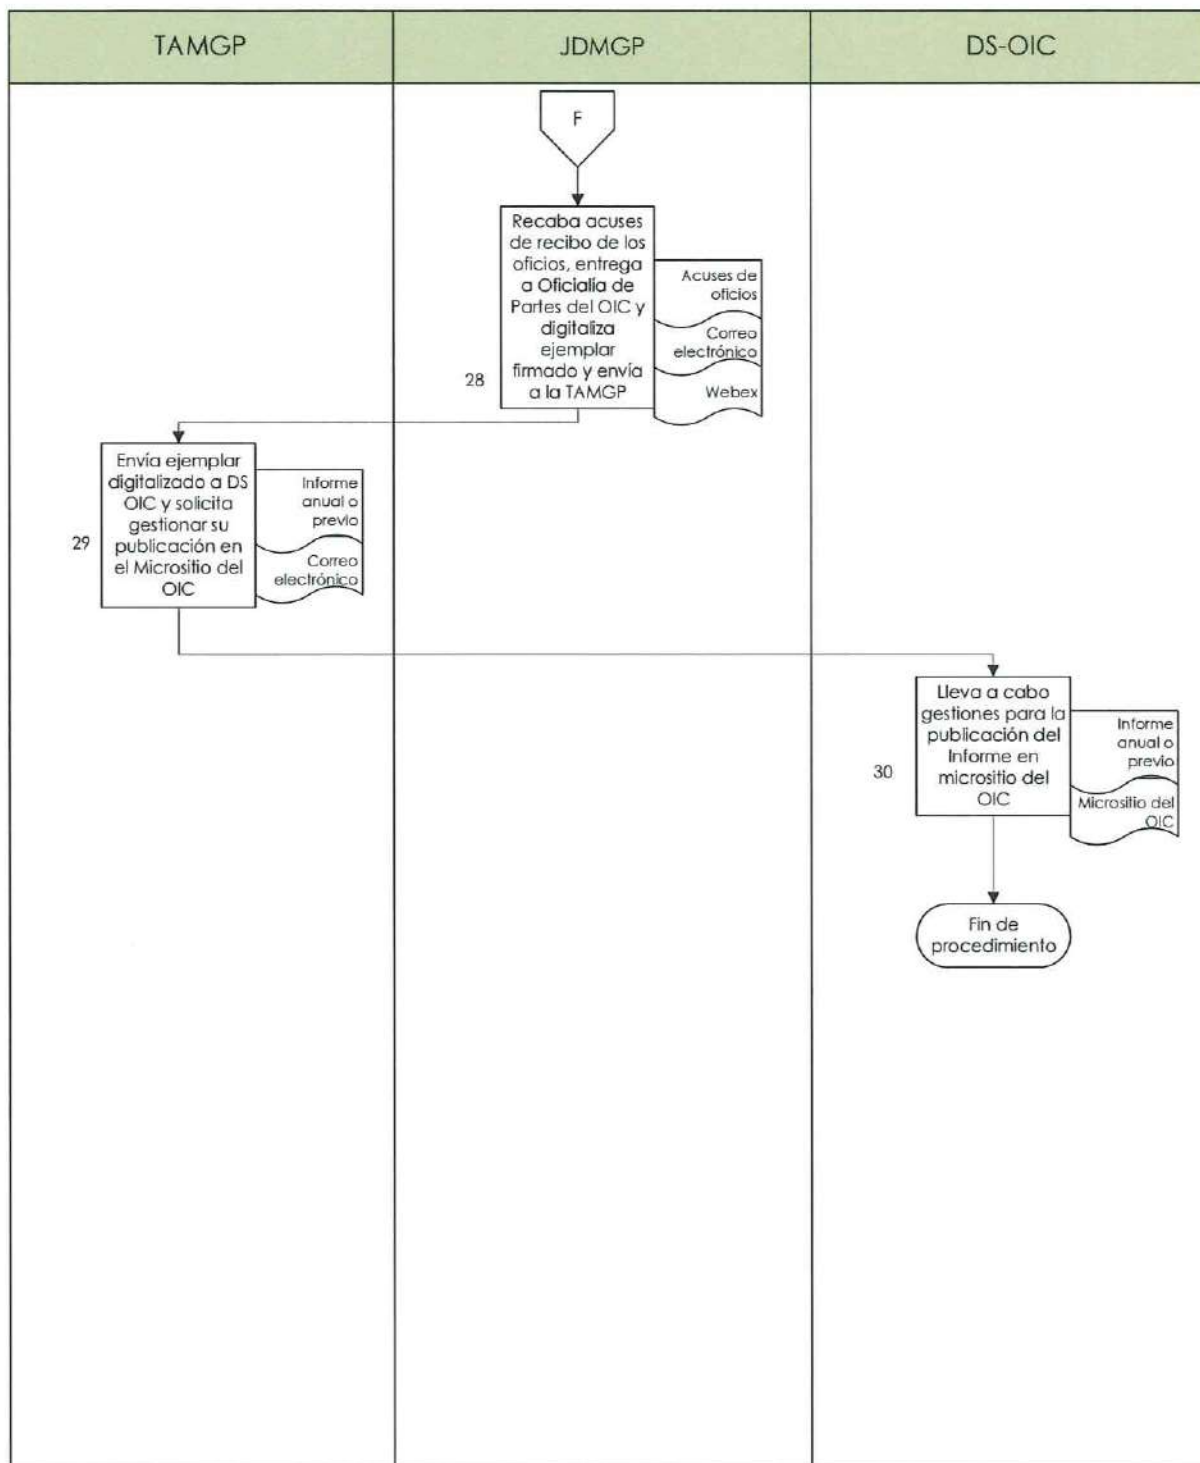 TAMGP
JDMGP
DS-OIC
F
Recaba acuses
de recibo de los
oficios, entrega
a Oficialía de
Partes del OIC y
digitaliza
ejemplar
firmado y envía
a la TAMGP
28
Acuses de
oficios
Correo
electrónico
Webex
Envía ejemplar
digitalizado a DS
OIC y solicita
gestionar su
publicación en
el Micrositio del
OIC
29
Informe
anual o
previo
Correo
electrónico
Lleva a cabo
gestiones para la
publicación del
Informe en
micrositio del
OIC
30
Informe
anual o
previo
Micrositio del
OIC
Fin de
procedimiento